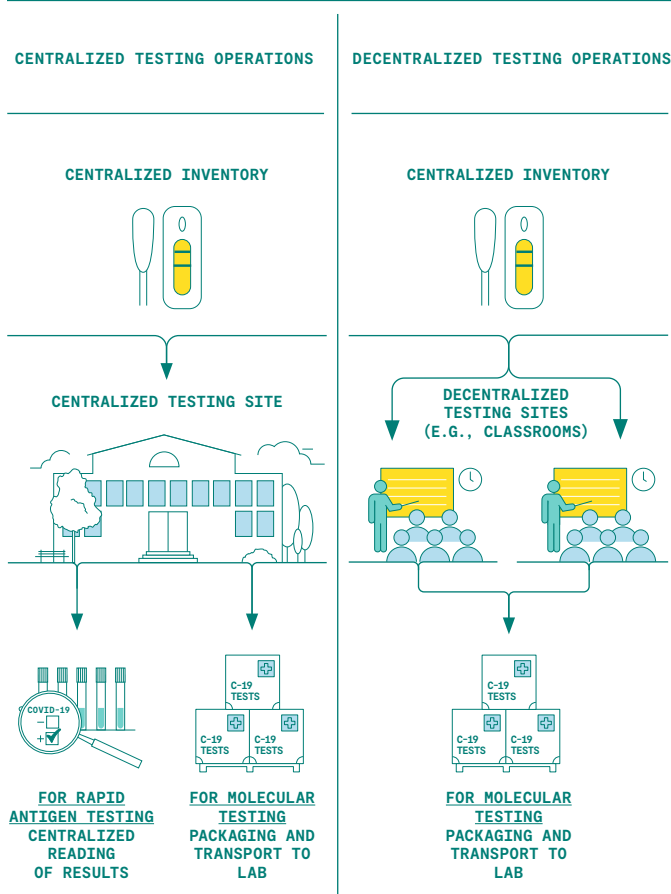 CENTRALIZED TESTING OPERATIONS
CENTRALIZED INVENTORY
CENTRALIZED TESTING SITE
COVID-19
−
+
C-19
TESTS
C-19
TESTS
C-19
TESTS
FOR RAPID
ANTIGEN TESTING
CENTRALIZED
READING
OF RESULTS
FOR MOLECULAR
TESTING
PACKAGING AND
TRANSPORT TO
LAB
DECENTRALIZED TESTING OPERATIONS
CENTRALIZED INVENTORY
DECENTRALIZED
TESTING SITES
(E.G., CLASSROOMS)
C-19
TESTS
C-19
TESTS
C-19
TESTS
FOR MOLECULAR
TESTING
PACKAGING AND
TRANSPORT TO
LAB